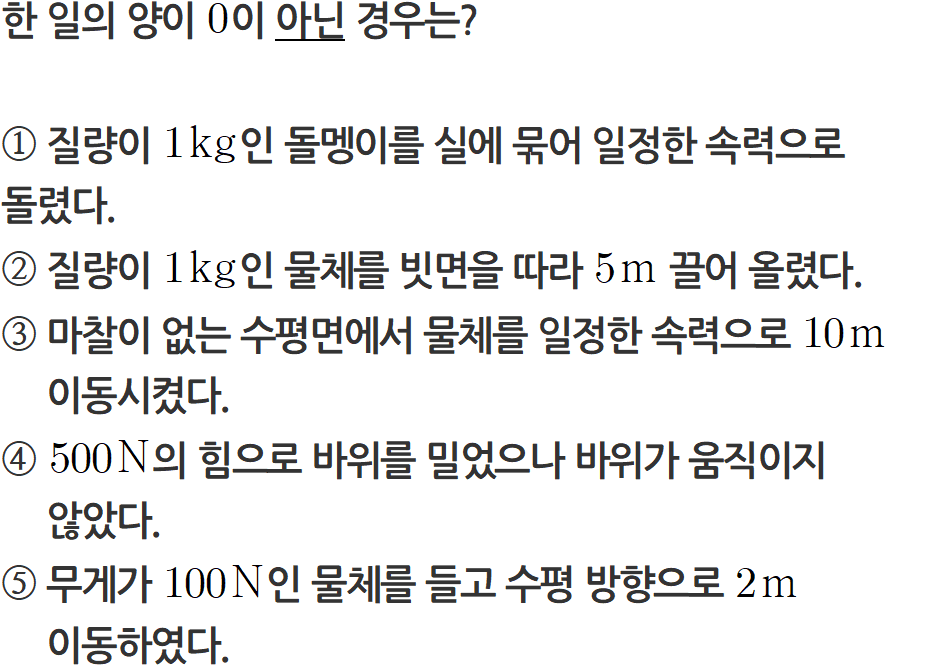 한 일의 양이 0이 아닌 경우는?
① 질량이 1kg인 돌멩이를 실에 묶어 일정한 속력으로
돌렸다.
② 질량이 1kg인 물체를 빗면을 따라 5m 끌어 올렸다.
③ 마찰이 없는 수평면에서 물체를 일정한 속력으로 10m
이동시켰다.
④ 500N의 힘으로 바위를 밀었으나 바위가 움직이지
않았다.
⑤ 무게가 100N인 물체를 들고 수평 방향으로 2m
이동하였다.